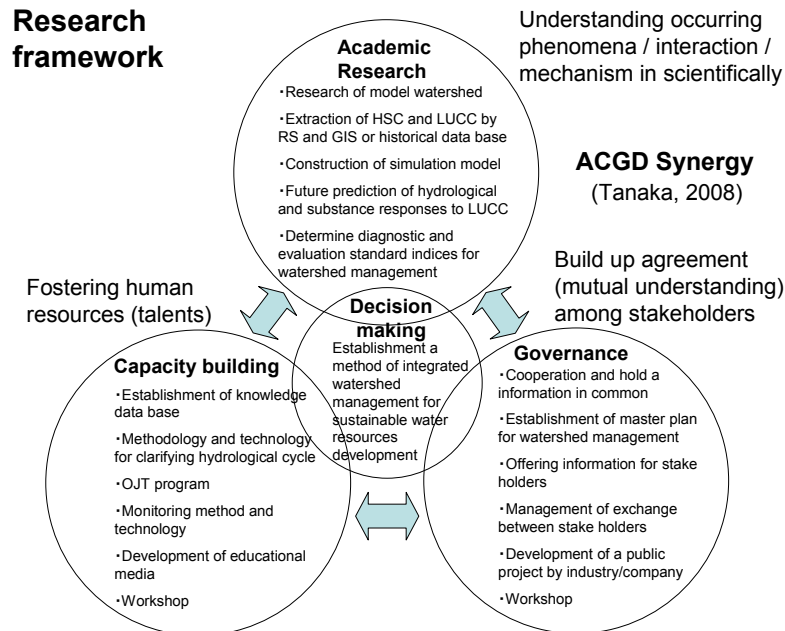 Research
framework
Understanding occurring
phenomena / interaction /
mechanism in scientifically
Academic
Research
・Research of model watershed
・Extraction of HSC and LUCC by
RS and GIS or historical data base
・Construction of simulation model
・Future prediction of hydrological
and substance responses to LUCC
・Determine diagnostic and
evaluation standard indices for
watershed management
ACGD Synergy
(Tanaka, 2008)
Fostering human
resources (talents)
Build up agreement
(mutual understanding)
among stakeholders
Decision
making
Establishment a
method of integrated
watershed
management for
sustainable water
resources
development
Capacity building
・Establishment of knowledge
data base
・Methodology and technology
for clarifying hydrological cycle
・OJT program
・Monitoring method and
technology
・Development of educational
media
・Workshop
Governance
・Cooperation and hold a
information in common
・Establishment of master plan
for watershed management
・Offering information for stake
holders
・Management of exchange
between stake holders
・Development of a public
project by industry/company
・Workshop